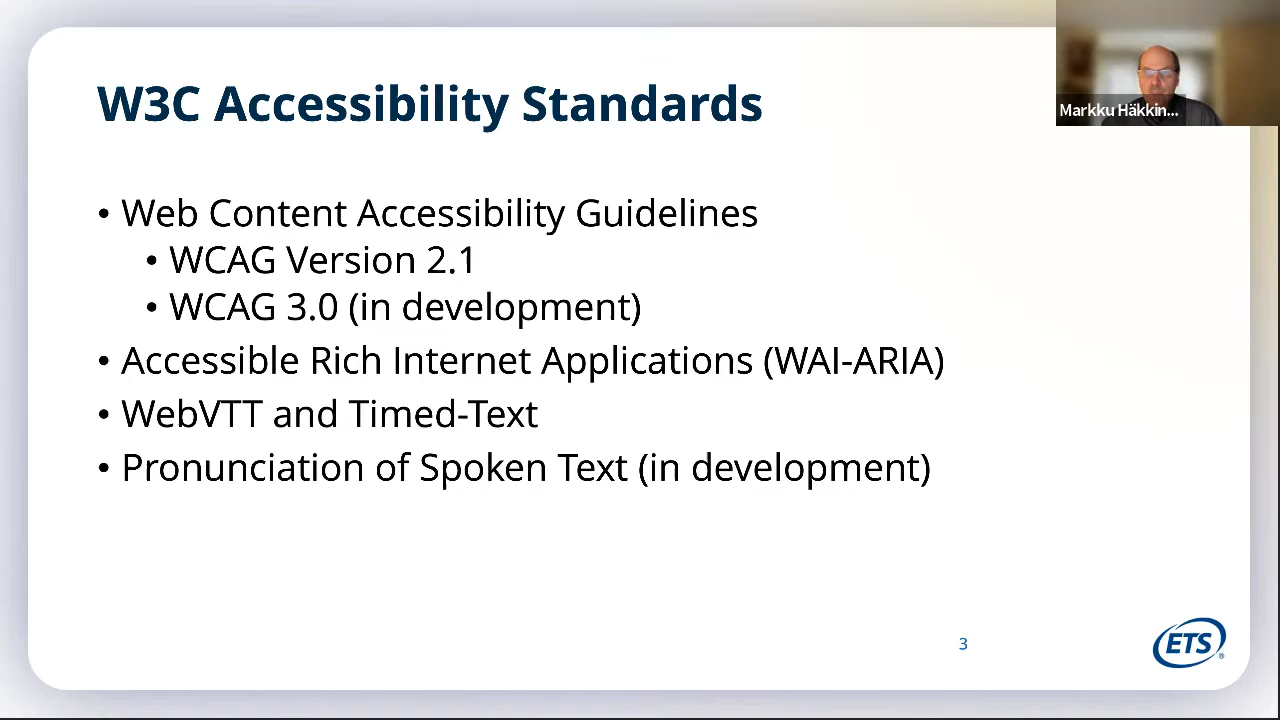 W3C Accessibility Standards
Markku Häkkin...
• Web Content Accessibility Guidelines
• WCAG Version 2.1
• WCAG 3.0 (in development)
• Accessible Rich Internet Applications (WAI-ARIA)
• WebVTT and Timed-Text
• Pronunciation of Spoken Text (in development)
3
ETS®